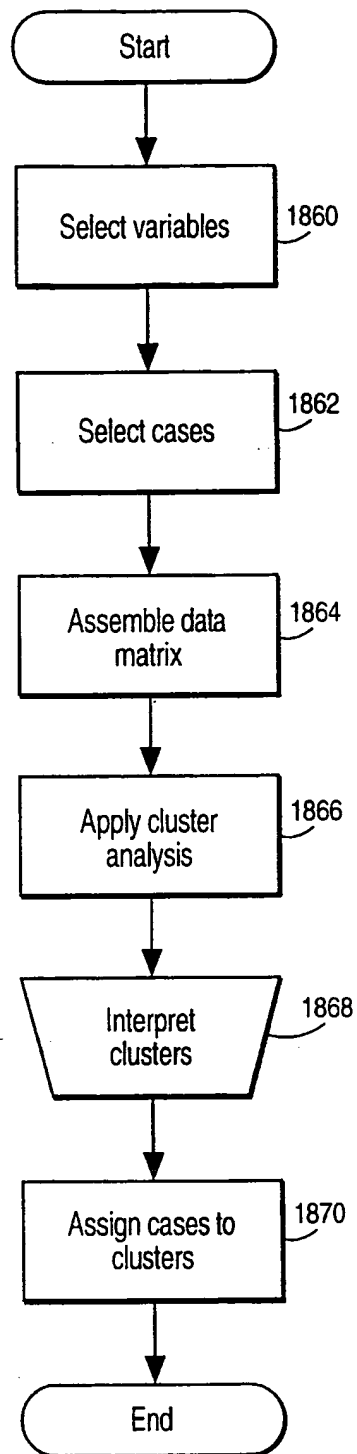 Start
Select variables
1860
Select cases
1862
Assemble data
matrix
1864
Apply cluster
analysis
1866
Interpret
clusters
1868
Assign cases to
clusters
1870
End